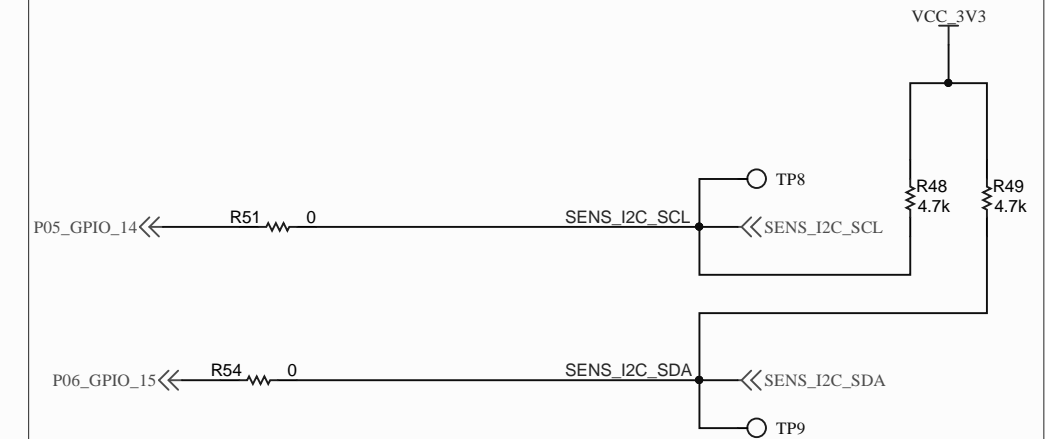 VCC_3V3
TP8
R48
4.7k
R49
4.7k
P05_GPIO_14
R51
0
SENS_I2C_SCL
SENS_I2C_SCL
P06_GPIO_15
R54
0
SENS_I2C_SDA
SENS_I2C_SDA
TP9